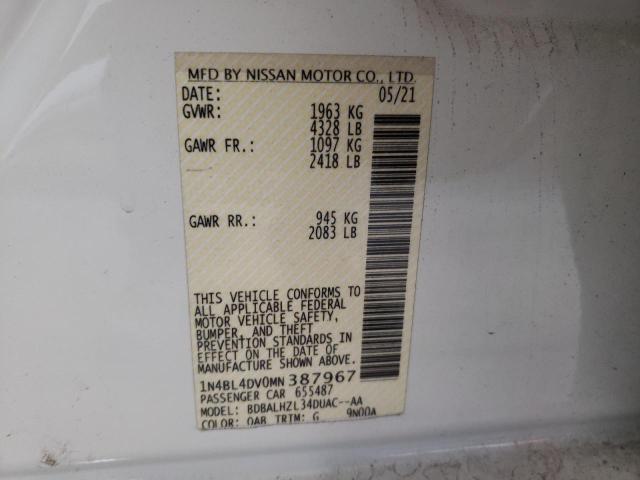 MFD BY NISSAN MOTOR CO., LTD.
DATE: 05/21
GVWR: 1963 KG
4328 LB
GAWR FR.: 1097 KG
2418 LB
GAWR RR.: 945 KG
2083 LB
THIS VEHICLE CONFORMS TO
ALL APPLICABLE FEDERAL
MOTOR VEHICLE SAFETY,
BUMPER, AND THEFT
PREVENTION STANDARDS IN
EFFECT ON THE DATE OF
MANUFACTURE SHOWN ABOVE.
1N4BL4DV0MN387967
PASSENGER CAR 655487
MODEL: BDBALHZL34DUAC--AA
COLOR: QAB TRIM: G 9N00A